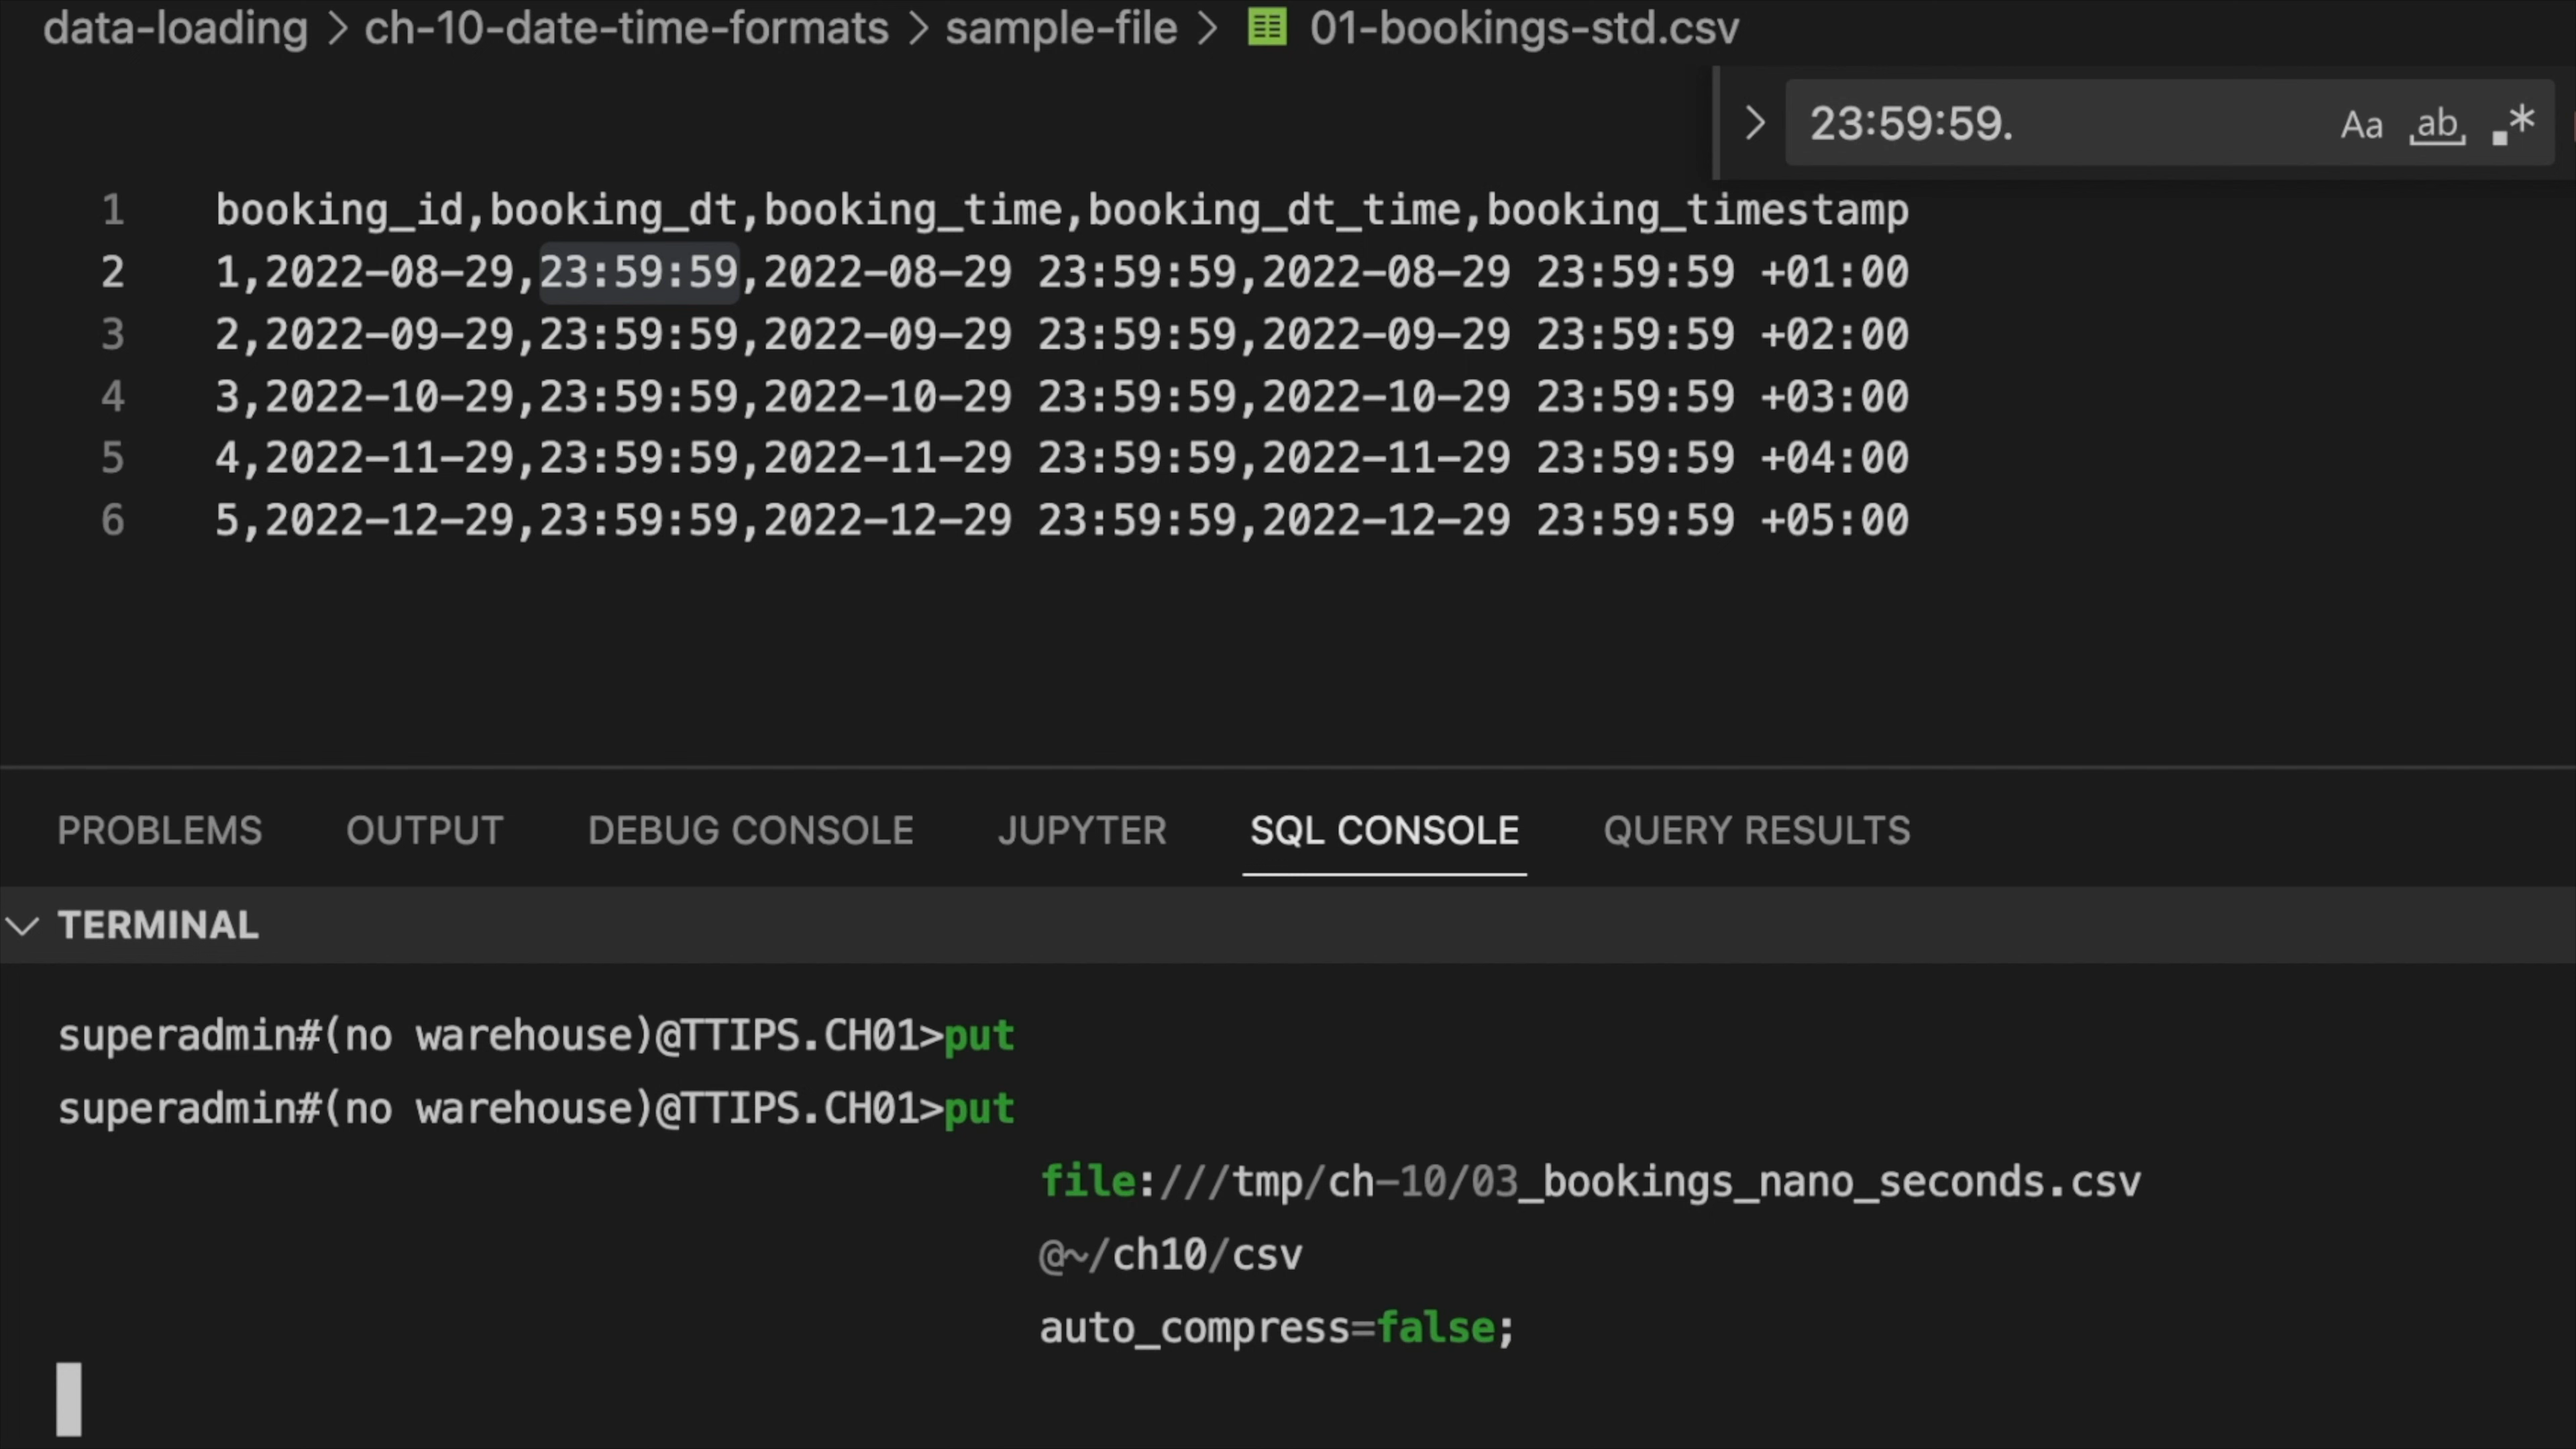 data-loading > ch-10-date-time-formats > sample-file > 01-bookings-std.csv
23:59:59. Aa ab .*
1 booking_id,booking_dt,booking_time,booking_dt_time,booking_timestamp
2 1,2022-08-29,23:59:59,2022-08-29 23:59:59,2022-08-29 23:59:59 +01:00
3 2,2022-09-29,23:59:59,2022-09-29 23:59:59,2022-09-29 23:59:59 +02:00
4 3,2022-10-29,23:59:59,2022-10-29 23:59:59,2022-10-29 23:59:59 +03:00
5 4,2022-11-29,23:59:59,2022-11-29 23:59:59,2022-11-29 23:59:59 +04:00
6 5,2022-12-29,23:59:59,2022-12-29 23:59:59,2022-12-29 23:59:59 +05:00
PROBLEMS OUTPUT DEBUG CONSOLE JUPYTER SQL CONSOLE QUERY RESULTS
TERMINAL
superadmin#(no warehouse)@TTIPS.CH01>put
superadmin#(no warehouse)@TTIPS.CH01>put
file:///tmp/ch-10/03_bookings_nano_seconds.csv
@~/ch10/csv
auto_compress=false;